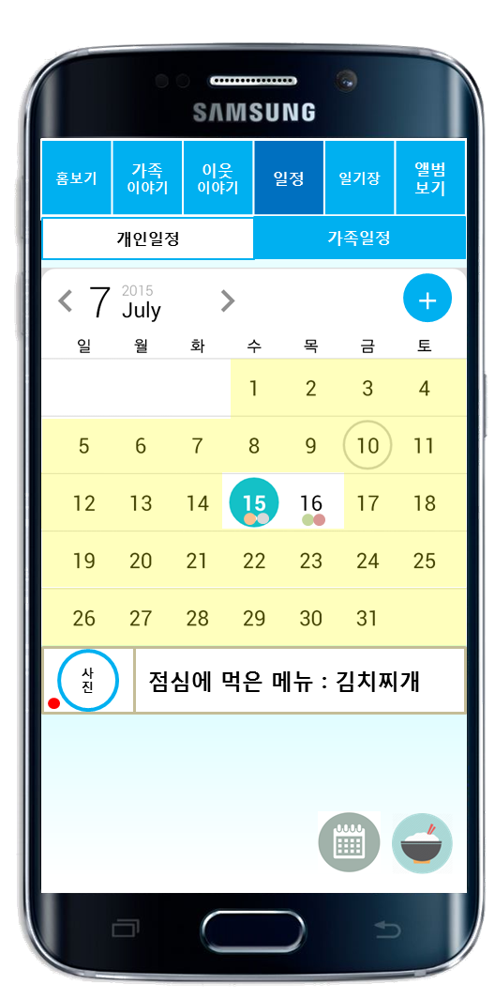 SAMSUNG
홈보기 가족 이야기 이웃 이야기 일정 일기장 앨범 보기
개인일정 가족일정
7 2015 July +
일 월 화 수 목 금 토
1 2 3 4
5 6 7 8 9 10 11
12 13 14 15 16 17 18
19 20 21 22 23 24 25
26 27 28 29 30 31
사진 점심에 먹은 메뉴 : 김치찌개